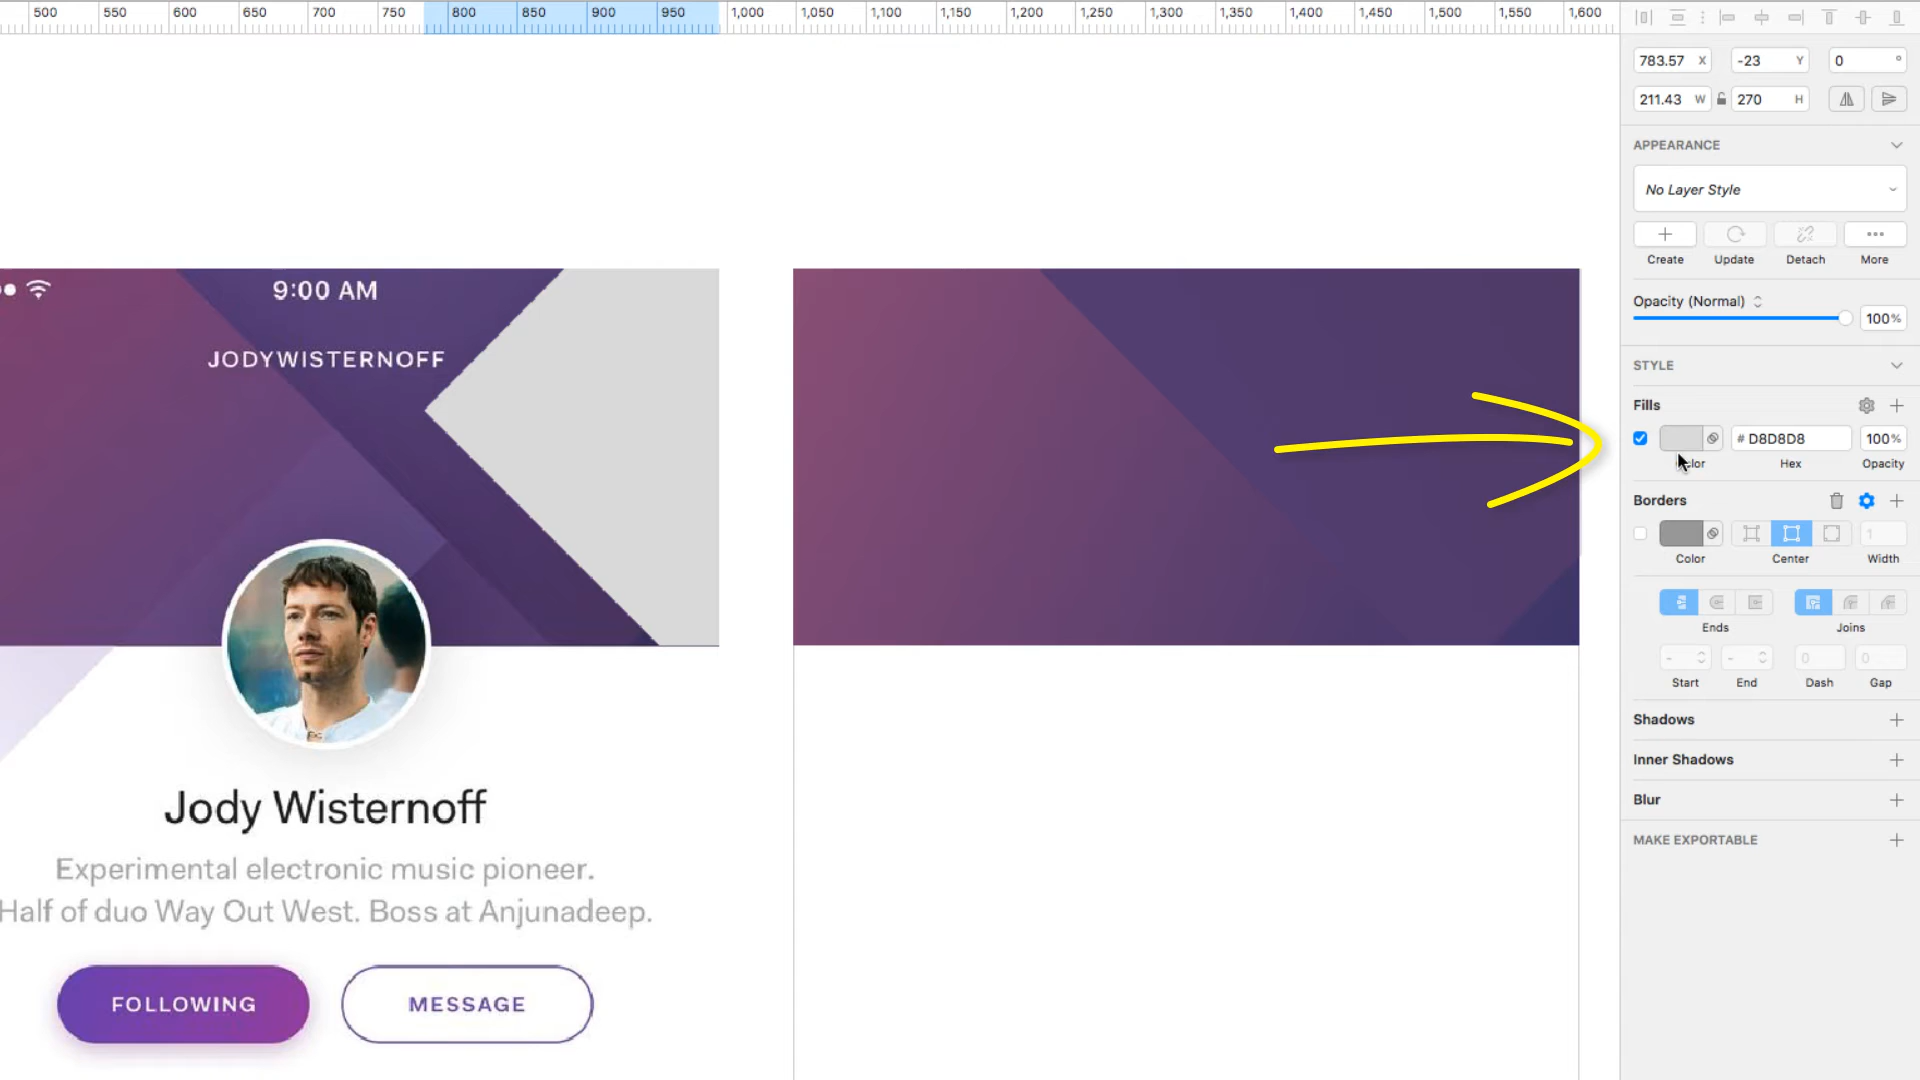 500 550 600 650 700 750 800 850 900 950 1,000 1,050 1,100 1,150 1,200 1,250 1,300 1,350 1,400 1,450 1,500 1,550 1,600
783.57 X -23 Y 0 °
211.43 W 270 H
APPEARANCE
No Layer Style
Create Update Detach More
Opacity (Normal)
100%
STYLE
Fills
# D8D8D8 100%
Hex Opacity
Borders
1
Color Center Width
Ends Joins
- - 0 0
Start End Dash Gap
Shadows
Inner Shadows
Blur
MAKE EXPORTABLE
9:00 AM
JODYWISTERNOFF
Jody Wisternoff
Experimental electronic music pioneer.
Half of duo Way Out West. Boss at Anjunadeep.
FOLLOWING MESSAGE